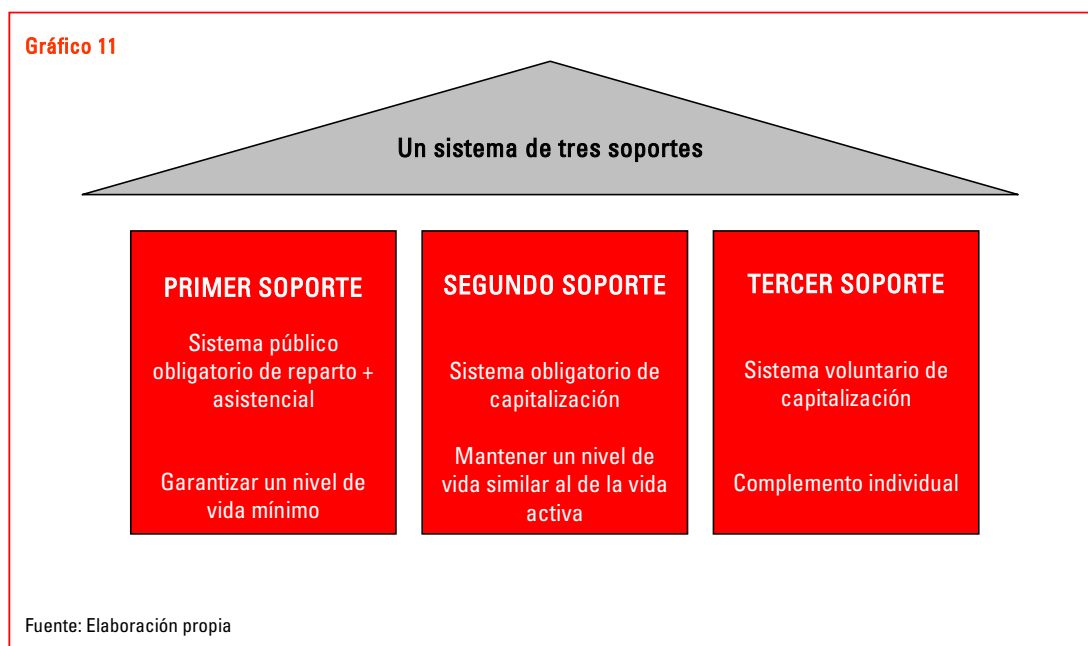 Gráfico 11
Un sistema de tres soportes
PRIMER SOPORTE
Sistema público
obligatorio de reparto +
asistencial
Garantizar un nivel de
vida mínimo
SEGUNDO SOPORTE
Sistema obligatorio de
capitalización
Mantener un nivel de
vida similar al de la vida
activa
TERCER SOPORTE
Sistema voluntario de
capitalización
Complemento individual
Fuente: Elaboración propia